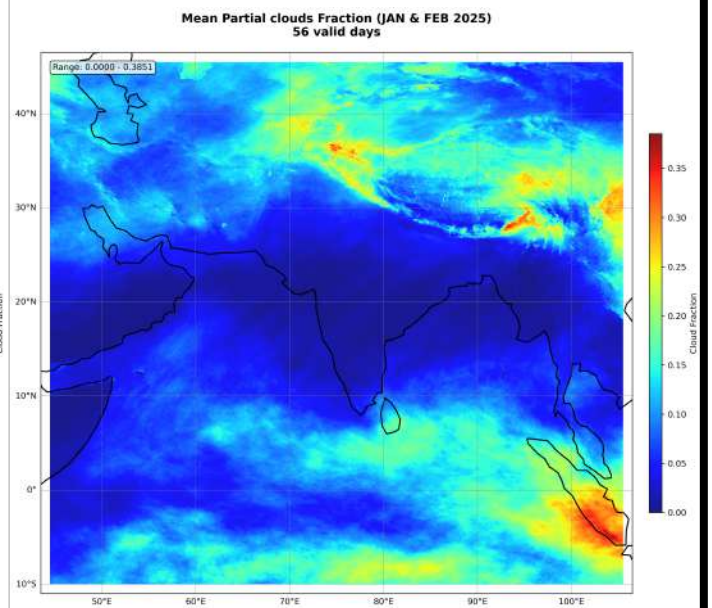 Mean Partial clouds Fraction (JAN & FEB 2025)
56 valid days
Range: 0.0000 - 0.3851
40°N
30°N
20°N
10°N
0°
10°S
50°E
60°E
70°E
80°E
90°E
100°E
0.35
0.30
0.25
0.20
0.15
0.10
0.05
0.00
Cloud Fraction